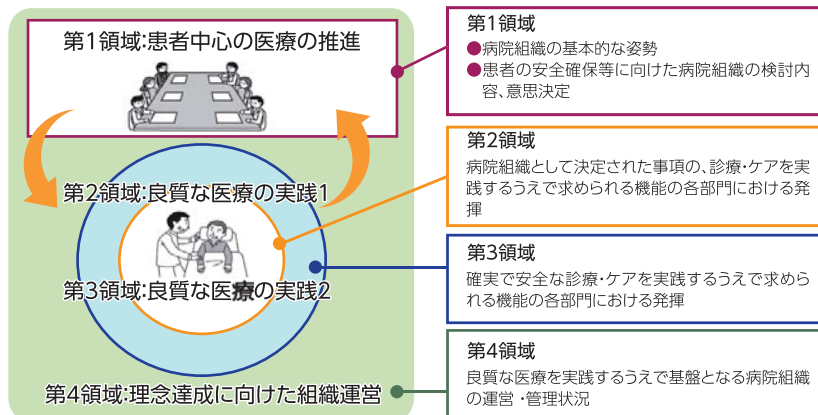 第1領域:患者中心の医療の推進
第2領域:良質な医療の実践1
第3領域:良質な医療の実践2
第4領域:理念達成に向けた組織運営
第1領域
●病院組織の基本的な姿勢
●患者の安全確保等に向けた病院組織の検討内
容、意思決定
第2領域
病院組織として決定された事項の、診療・ケアを実
践するうえで求められる機能の各部門における発
揮
第3領域
確実で安全な診療・ケアを実践するうえで求めら
れる機能の各部門における発揮
第4領域
良質な医療を実践するうえで基盤となる病院組織
の運営・管理状況